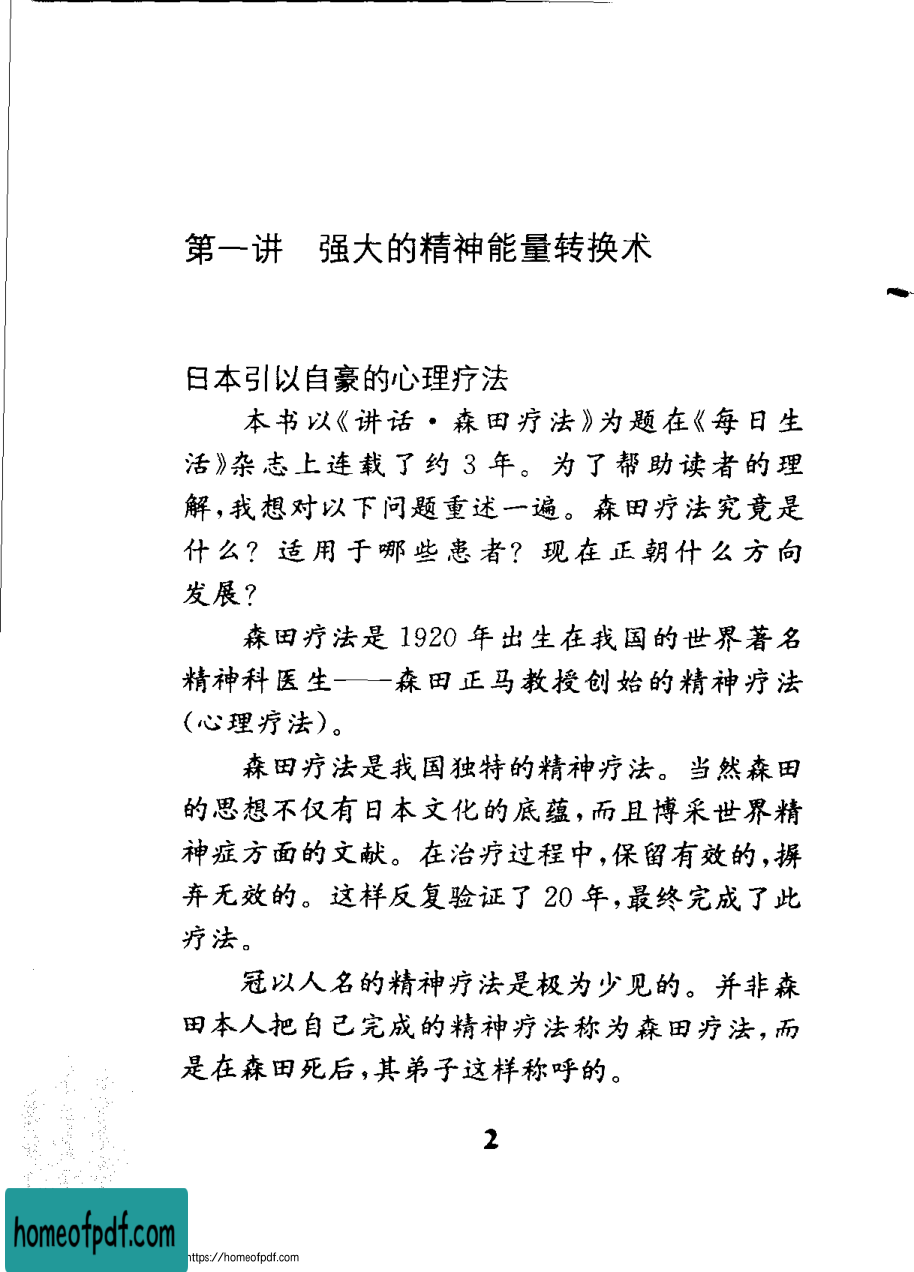 第一讲　强大的精神能量转换术
日本引以自豪的心理疗法
本书以《讲话·森田疗法》为题在《每日生
活》杂志上连载了约 3 年。为了帮助读者的理
解,我想对以下问题重述一遍。森田疗法究竟是
什么？适用于哪些患者？现在正朝什么方向
发展？
森田疗法是 1920 年出生在我国的世界著名
精神科医生——森田正马教授创始的精神疗法
(心理疗法)。
森田疗法是我国独特的精神疗法。当然森田
的思想不仅有日本文化的底蕴,而且博采世界精
神症方面的文献。在治疗过程中,保留有效的,摒
弃无效的。这样反复验证了 20 年,最终完成了此
疗法。
冠以人名的精神疗法是极为少见的。并非森
田本人把自己完成的精神疗法称为森田疗法,而
是在森田死后,其弟子这样称呼的。
2
homeofpdf.com
https://homeofpdf.com